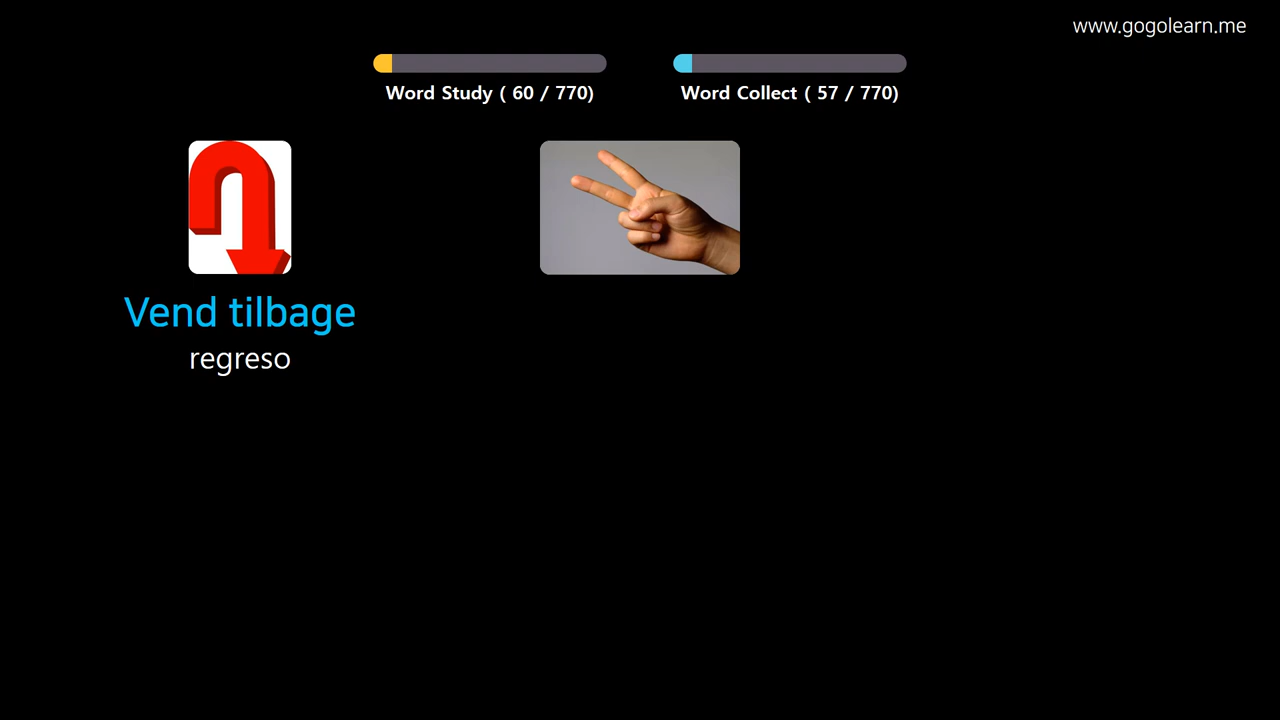 www.gogolearn.me
Word Study ( 60 / 770)
Word Collect ( 57 / 770)
Vend tilbage
regreso